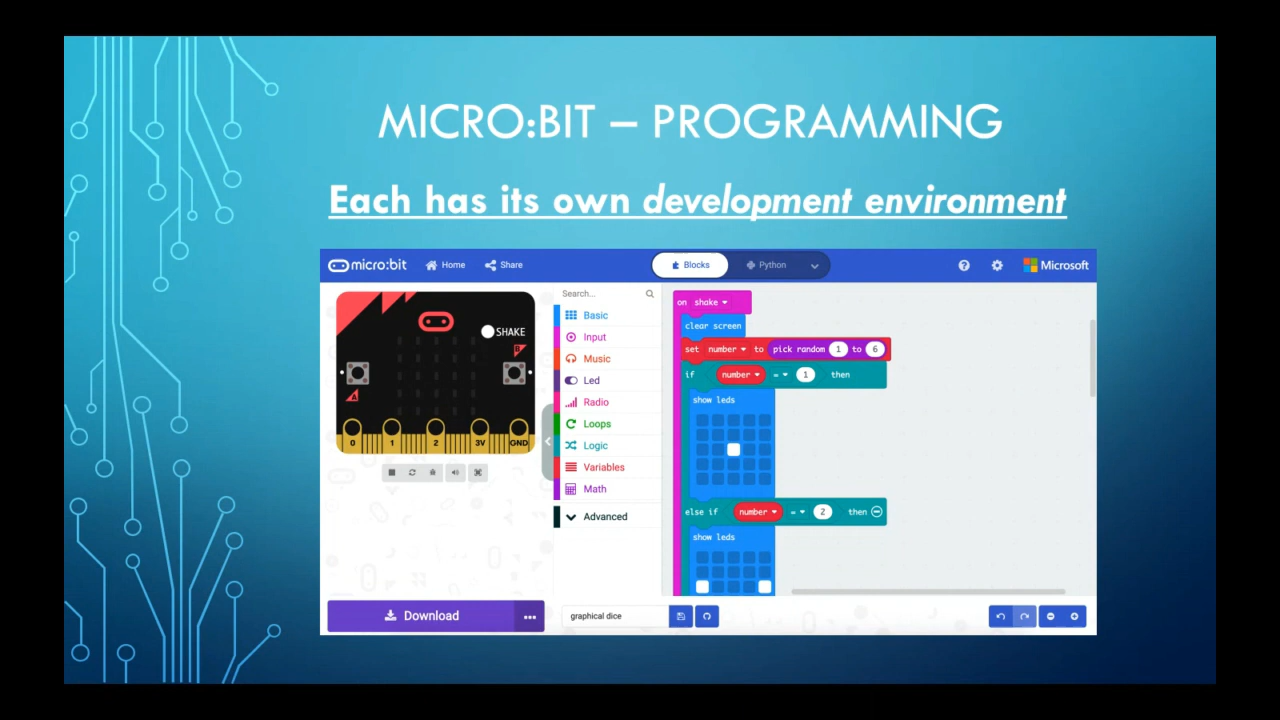 MICRO:BIT – PROGRAMMING
Each has its own development environment
micro:bit Home Share Blocks Python Microsoft
SHAKE
B
A
0 1 2 3V GND
Search...
Basic
Input
Music
Led
Radio
Loops
Logic
Variables
Math
Advanced
on shake
clear screen
set number to pick random 1 to 6
if number = 1 then
show leds
else if number = 2 then
show leds
Download ... graphical dice